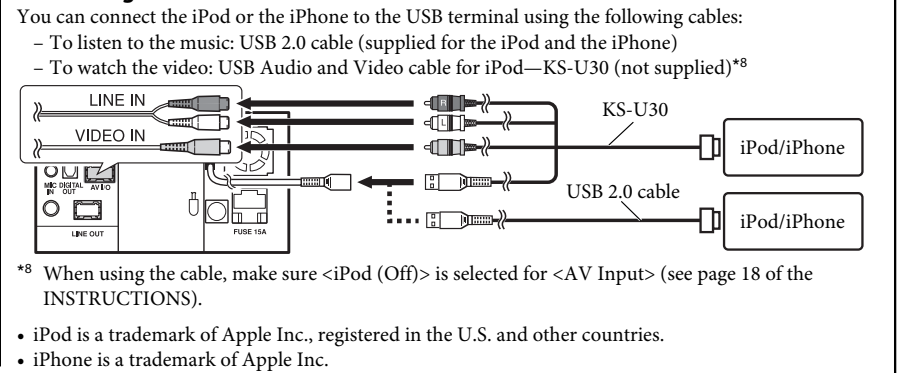 You can connect the iPod or the iPhone to the USB terminal using the following cables:
– To listen to the music: USB 2.0 cable (supplied for the iPod and the iPhone)
– To watch the video: USB Audio and Video cable for iPod—KS-U30 (not supplied)*8
LINE IN
VIDEO IN
R
L
KS-U30
iPod/iPhone
USB 2.0 cable
iPod/iPhone
MIC IN
DIGITAL OUT
AV I/O
LINE OUT
FUSE 15A
*8 When using the cable, make sure <iPod (Off)> is selected for <AV Input> (see page 18 of the
INSTRUCTIONS).
• iPod is a trademark of Apple Inc., registered in the U.S. and other countries.
• iPhone is a trademark of Apple Inc.